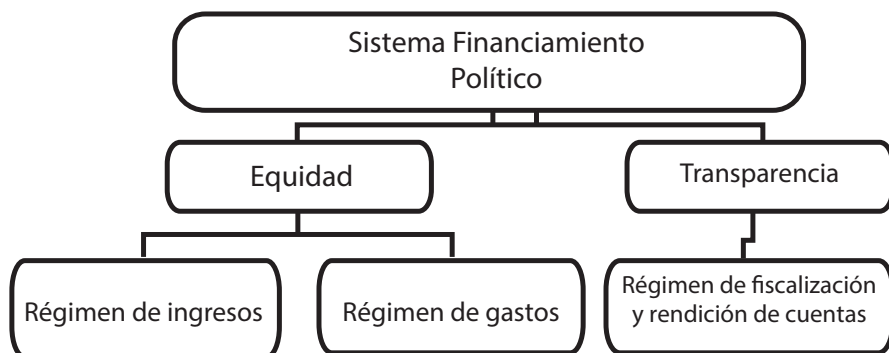 Sistema Financiamiento
Político
Equidad
Transparencia
Régimen de ingresos
Régimen de gastos
Régimen de fiscalización
y rendición de cuentas